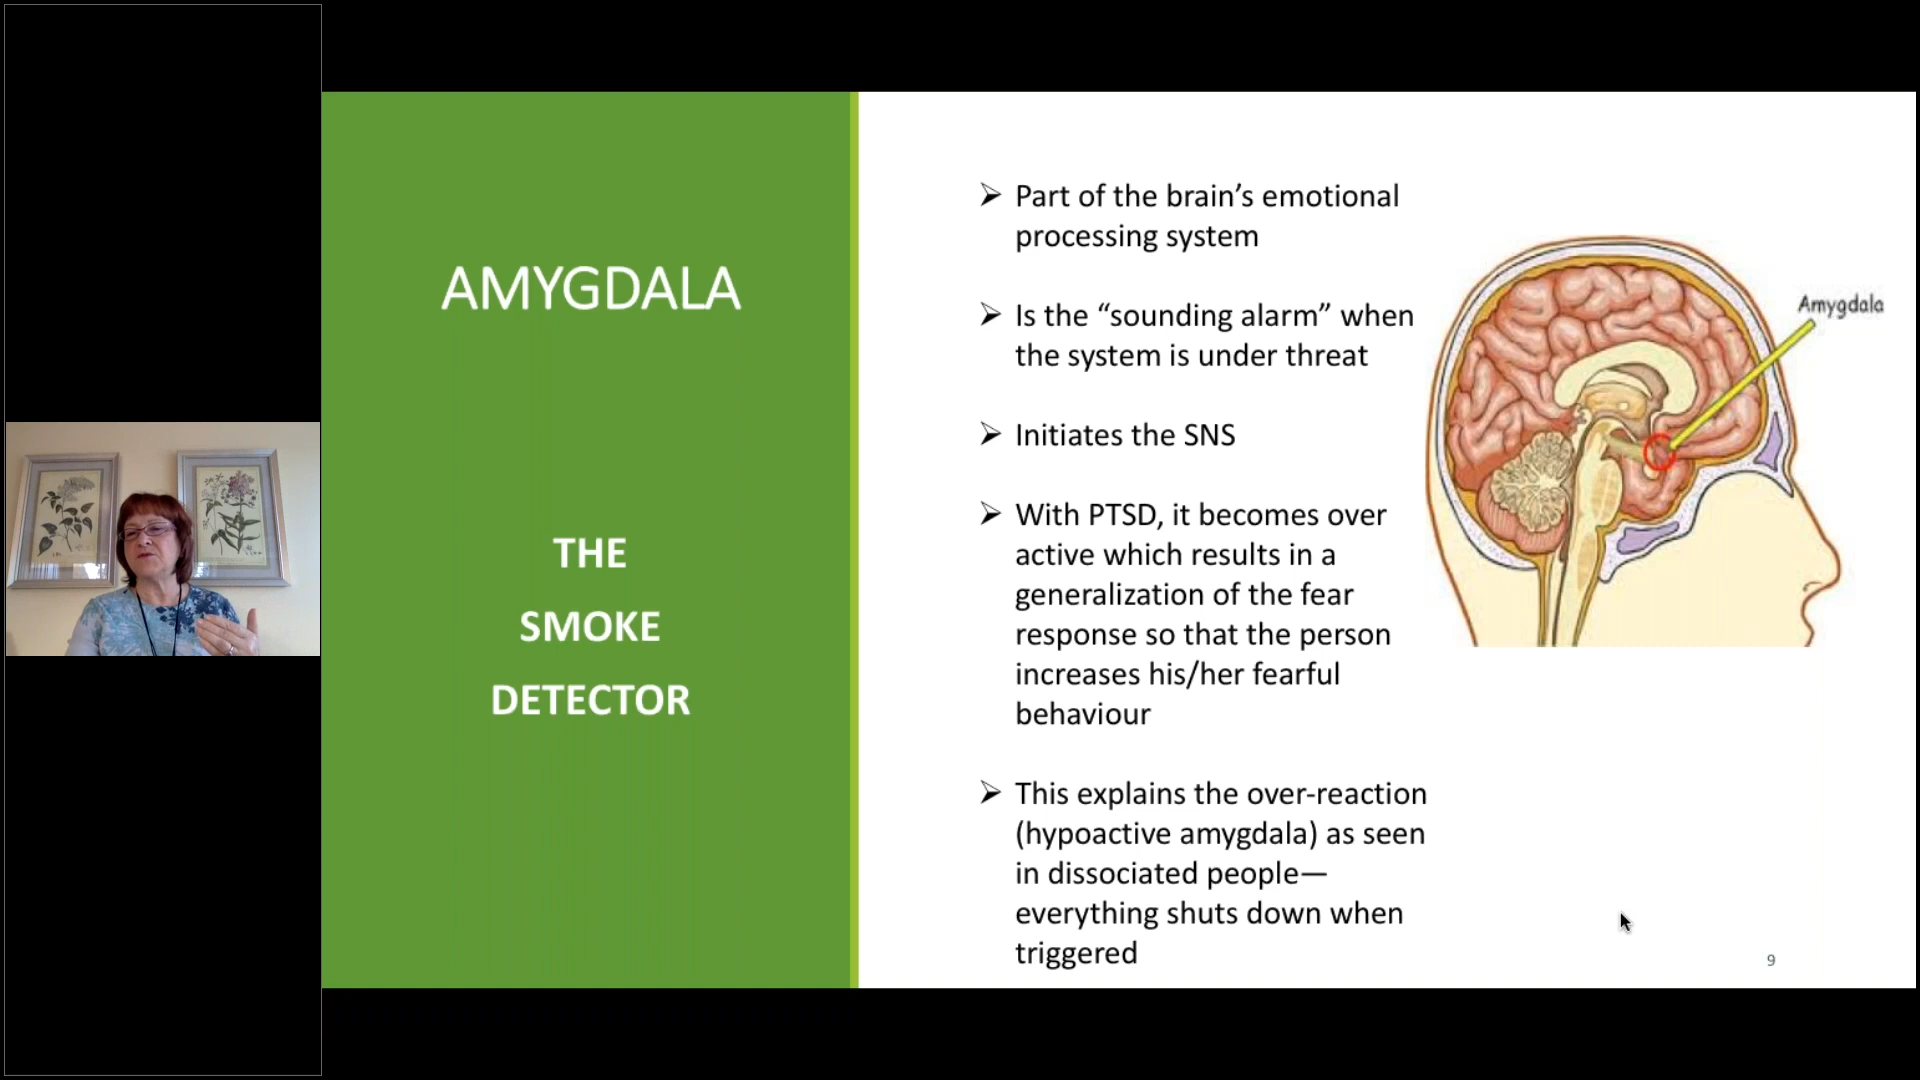 AMYGDALA
THE
SMOKE
DETECTOR
➢ Part of the brain’s emotional
processing system
➢ Is the “sounding alarm” when
the system is under threat
➢ Initiates the SNS
➢ With PTSD, it becomes over
active which results in a
generalization of the fear
response so that the person
increases his/her fearful
behaviour
➢ This explains the over-reaction
(hypoactive amygdala) as seen
in dissociated people—
everything shuts down when
triggered
Amygdala
9